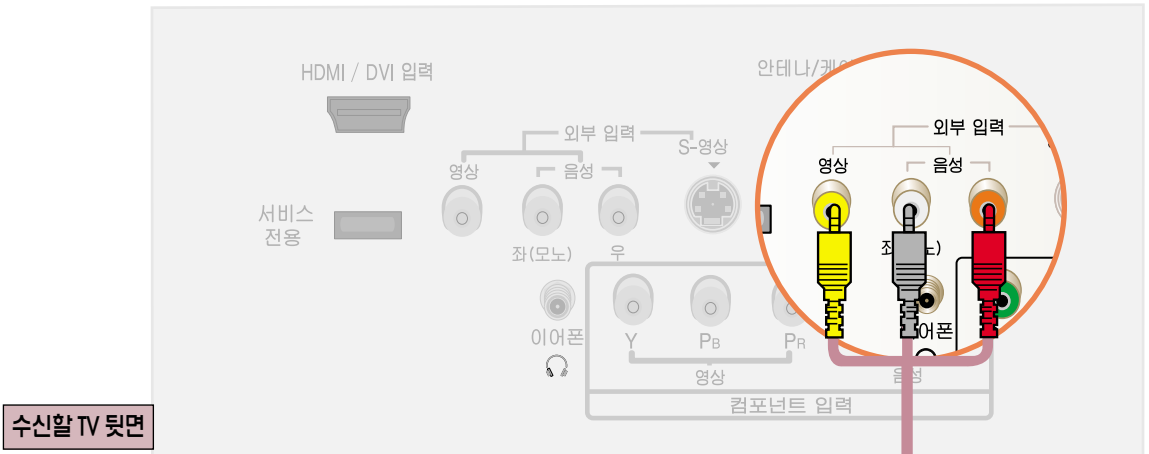 HDMI / DVI 입력
안테나/케이
외부 입력
S-영상
영상
음성
서비스
전용
좌(모노)
우
이어폰
Y
PB
PR
영상
음성
컴포넌트 입력
외부 입력
영상
음성
좌
노)
어폰
수신할 TV 뒷면